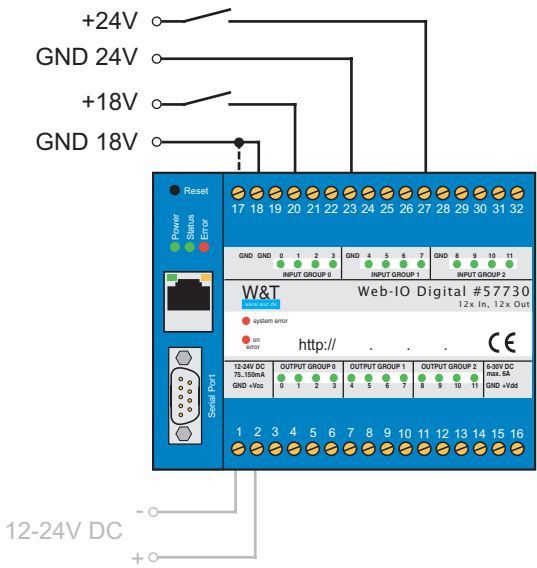 +24V
GND 24V
+18V
GND 18V
Reset
17 18 19 20 21 22 23 24 25 26 27 28 29 30 31 32
Power
Status
Error
GND GND 0 1 2 3 GND 4 5 6 7 GND 8 9 10 11
INPUT GROUP 0 INPUT GROUP 1 INPUT GROUP 2
W&T Web-IO Digital #57730
www.wut.de 12x In, 12x Out
system error
on
error
http:// . . .
CE
12-24V DC OUTPUT GROUP 0 OUTPUT GROUP 1 OUTPUT GROUP 2 6-30V DC
75..150mA max. 6A
GND +Vcc 0 1 2 3 4 5 6 7 8 9 10 11 GND +Vdd
Serial Port
1 2 3 4 5 6 7 8 9 10 11 12 13 14 15 16
-
12-24V DC
+